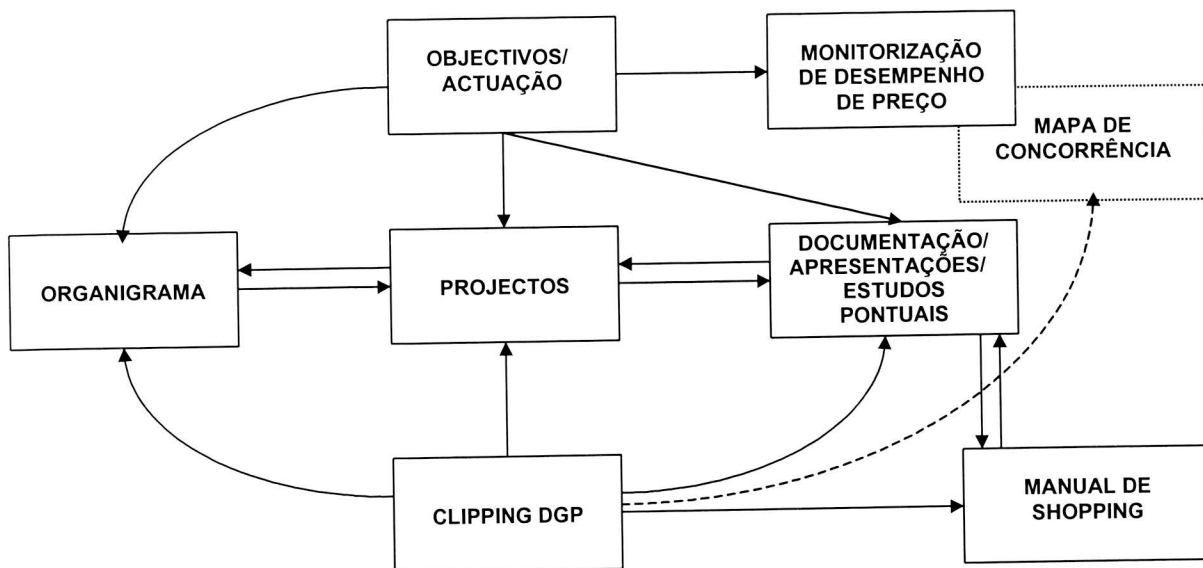 OBJECTIVOS/
ACTUAÇÃO
MONITORIZAÇÃO
DE DESEMPENHO
DE PREÇO
MAPA DE
CONCORRÊNCIA
ORGANIGRAMA
PROJECTOS
DOCUMENTAÇÃO/
APRESENTAÇÕES/
ESTUDOS
PONTUAIS
CLIPPING DGP
MANUAL DE
SHOPPING